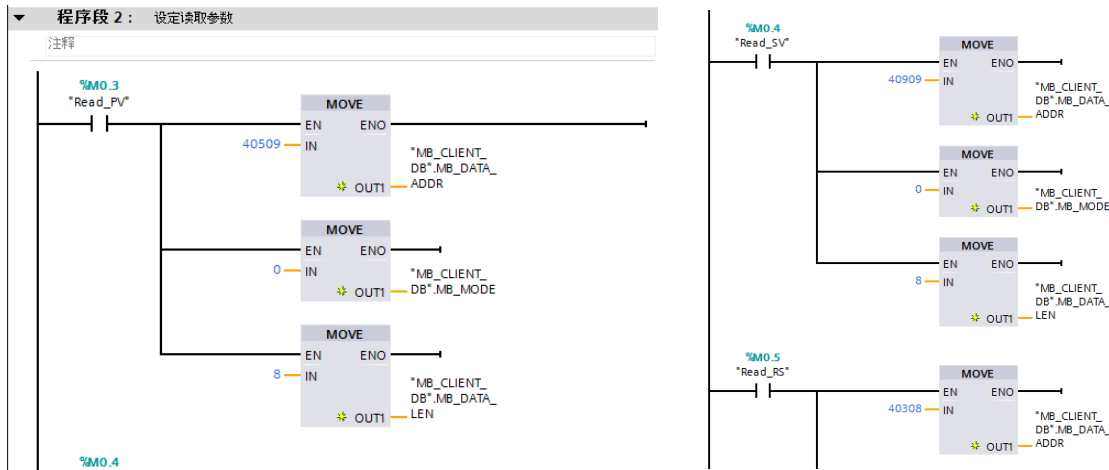 程序段 2： 设定读取参数
注释
%M0.3
"Read_PV"
MOVE
EN ENO
40509 IN
OUT1
"MB_CLIENT_
DB".MB_DATA_
ADDR
MOVE
EN ENO
0 IN
OUT1
"MB_CLIENT_
DB".MB_MODE
MOVE
EN ENO
8 IN
OUT1
"MB_CLIENT_
DB".MB_DATA_
LEN
%M0.4
%M0.4
"Read_SV"
MOVE
EN ENO
40909 IN
OUT1
"MB_CLIENT_
DB".MB_DATA_
ADDR
MOVE
EN ENO
0 IN
OUT1
"MB_CLIENT_
DB".MB_MODE
MOVE
EN ENO
8 IN
OUT1
"MB_CLIENT_
DB".MB_DATA_
LEN
%M0.5
"Read_RS"
MOVE
EN ENO
40308 IN
OUT1
"MB_CLIENT_
DB".MB_DATA_
ADDR